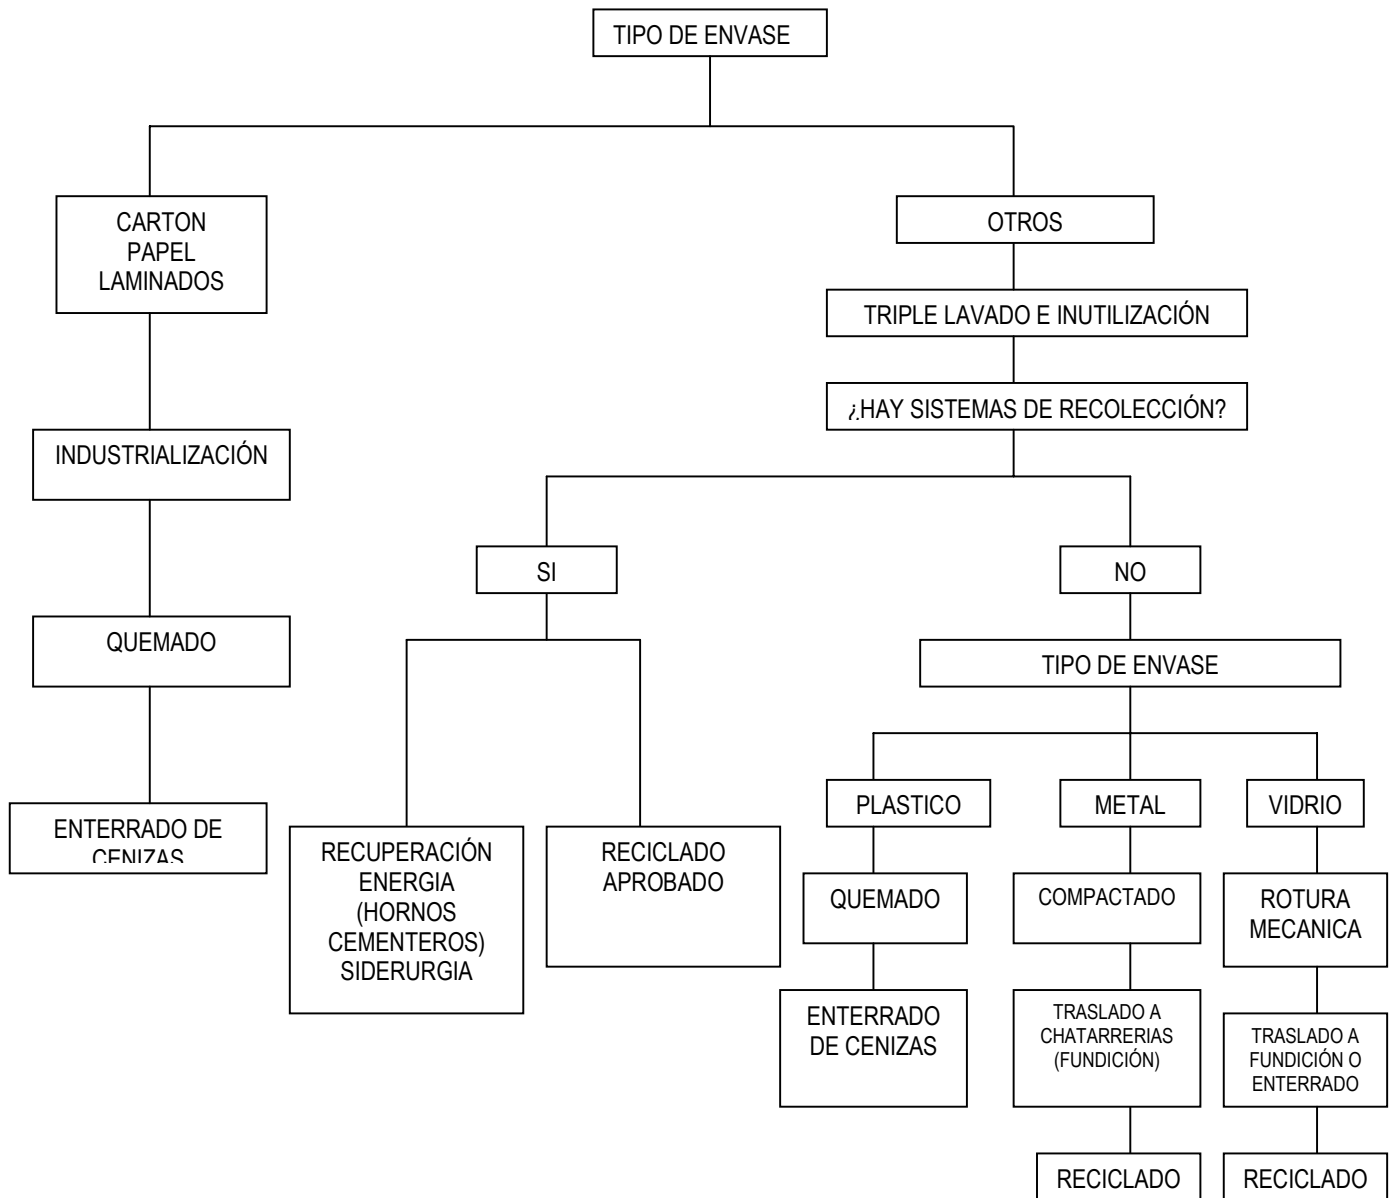 TIPO DE ENVASE
CARTON
PAPEL
LAMINADOS
OTROS
TRIPLE LAVADO E INUTILIZACIÓN
¿HAY SISTEMAS DE RECOLECCIÓN?
INDUSTRIALIZACIÓN
SI
NO
QUEMADO
TIPO DE ENVASE
PLASTICO
METAL
VIDRIO
ENTERRADO DE
CENIZAS
RECUPERACIÓN
ENERGIA
(HORNOS
CEMENTEROS)
SIDERURGIA
RECICLADO
APROBADO
QUEMADO
COMPACTADO
ROTURA
MECANICA
ENTERRADO
DE CENIZAS
TRASLADO A
CHATARRERIAS
(FUNDICIÓN)
TRASLADO A
FUNDICIÓN O
ENTERRADO
RECICLADO
RECICLADO